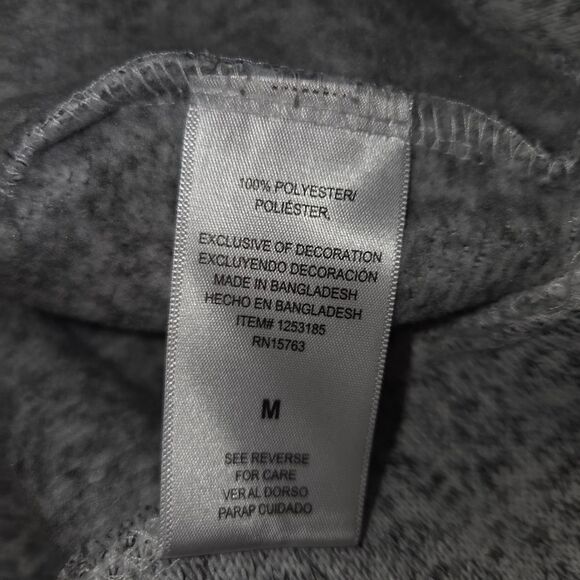 100% POLYESTER/
POLIÉSTER,
EXCLUSIVE OF DECORATION
EXCLUYENDO DECORACIÓN
MADE IN BANGLADESH
HECHO EN BANGLADESH
ITEM# 1253185
RN15763
M
SEE REVERSE
FOR CARE
VER AL DORSO
PARAP CUIDADO